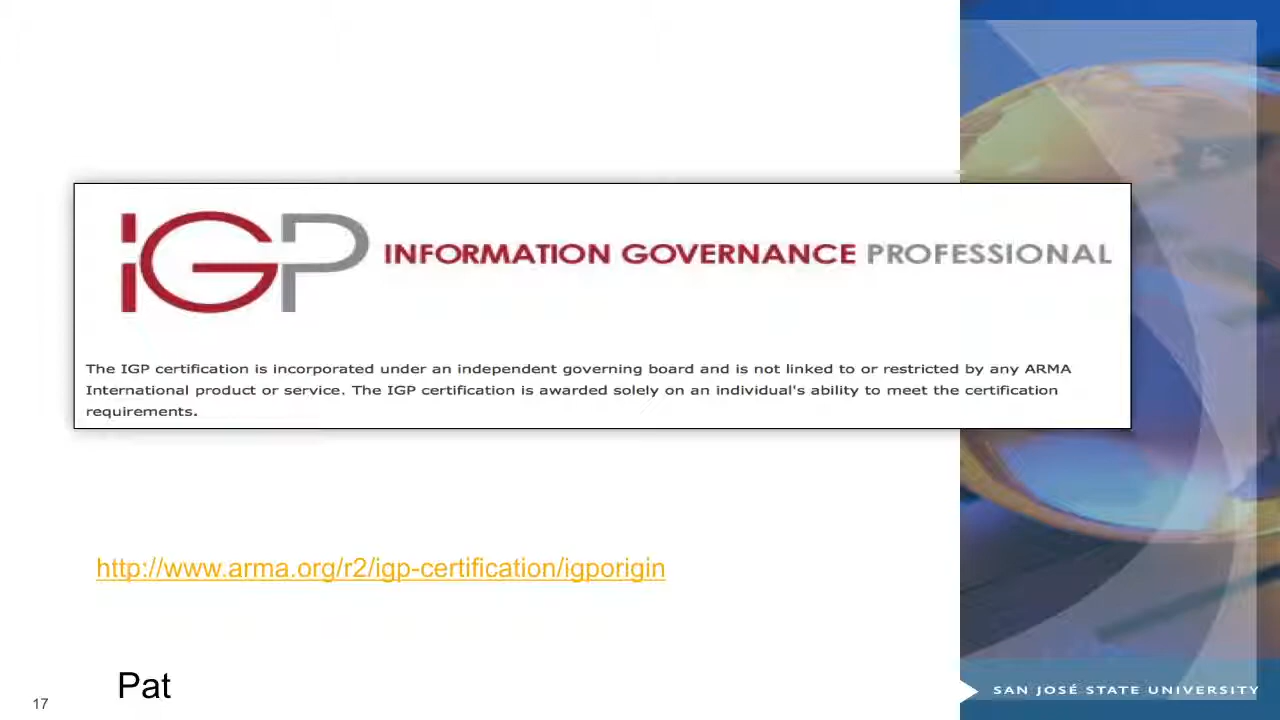 IGP INFORMATION GOVERNANCE PROFESSIONAL
The IGP certification is incorporated under an independent governing board and is not linked to or restricted by any ARMA
International product or service. The IGP certification is awarded solely on an individual's ability to meet the certification
requirements.
http://www.arma.org/r2/igp-certification/igporigin
Pat
17
SAN JOSÉ STATE UNIVERSITY